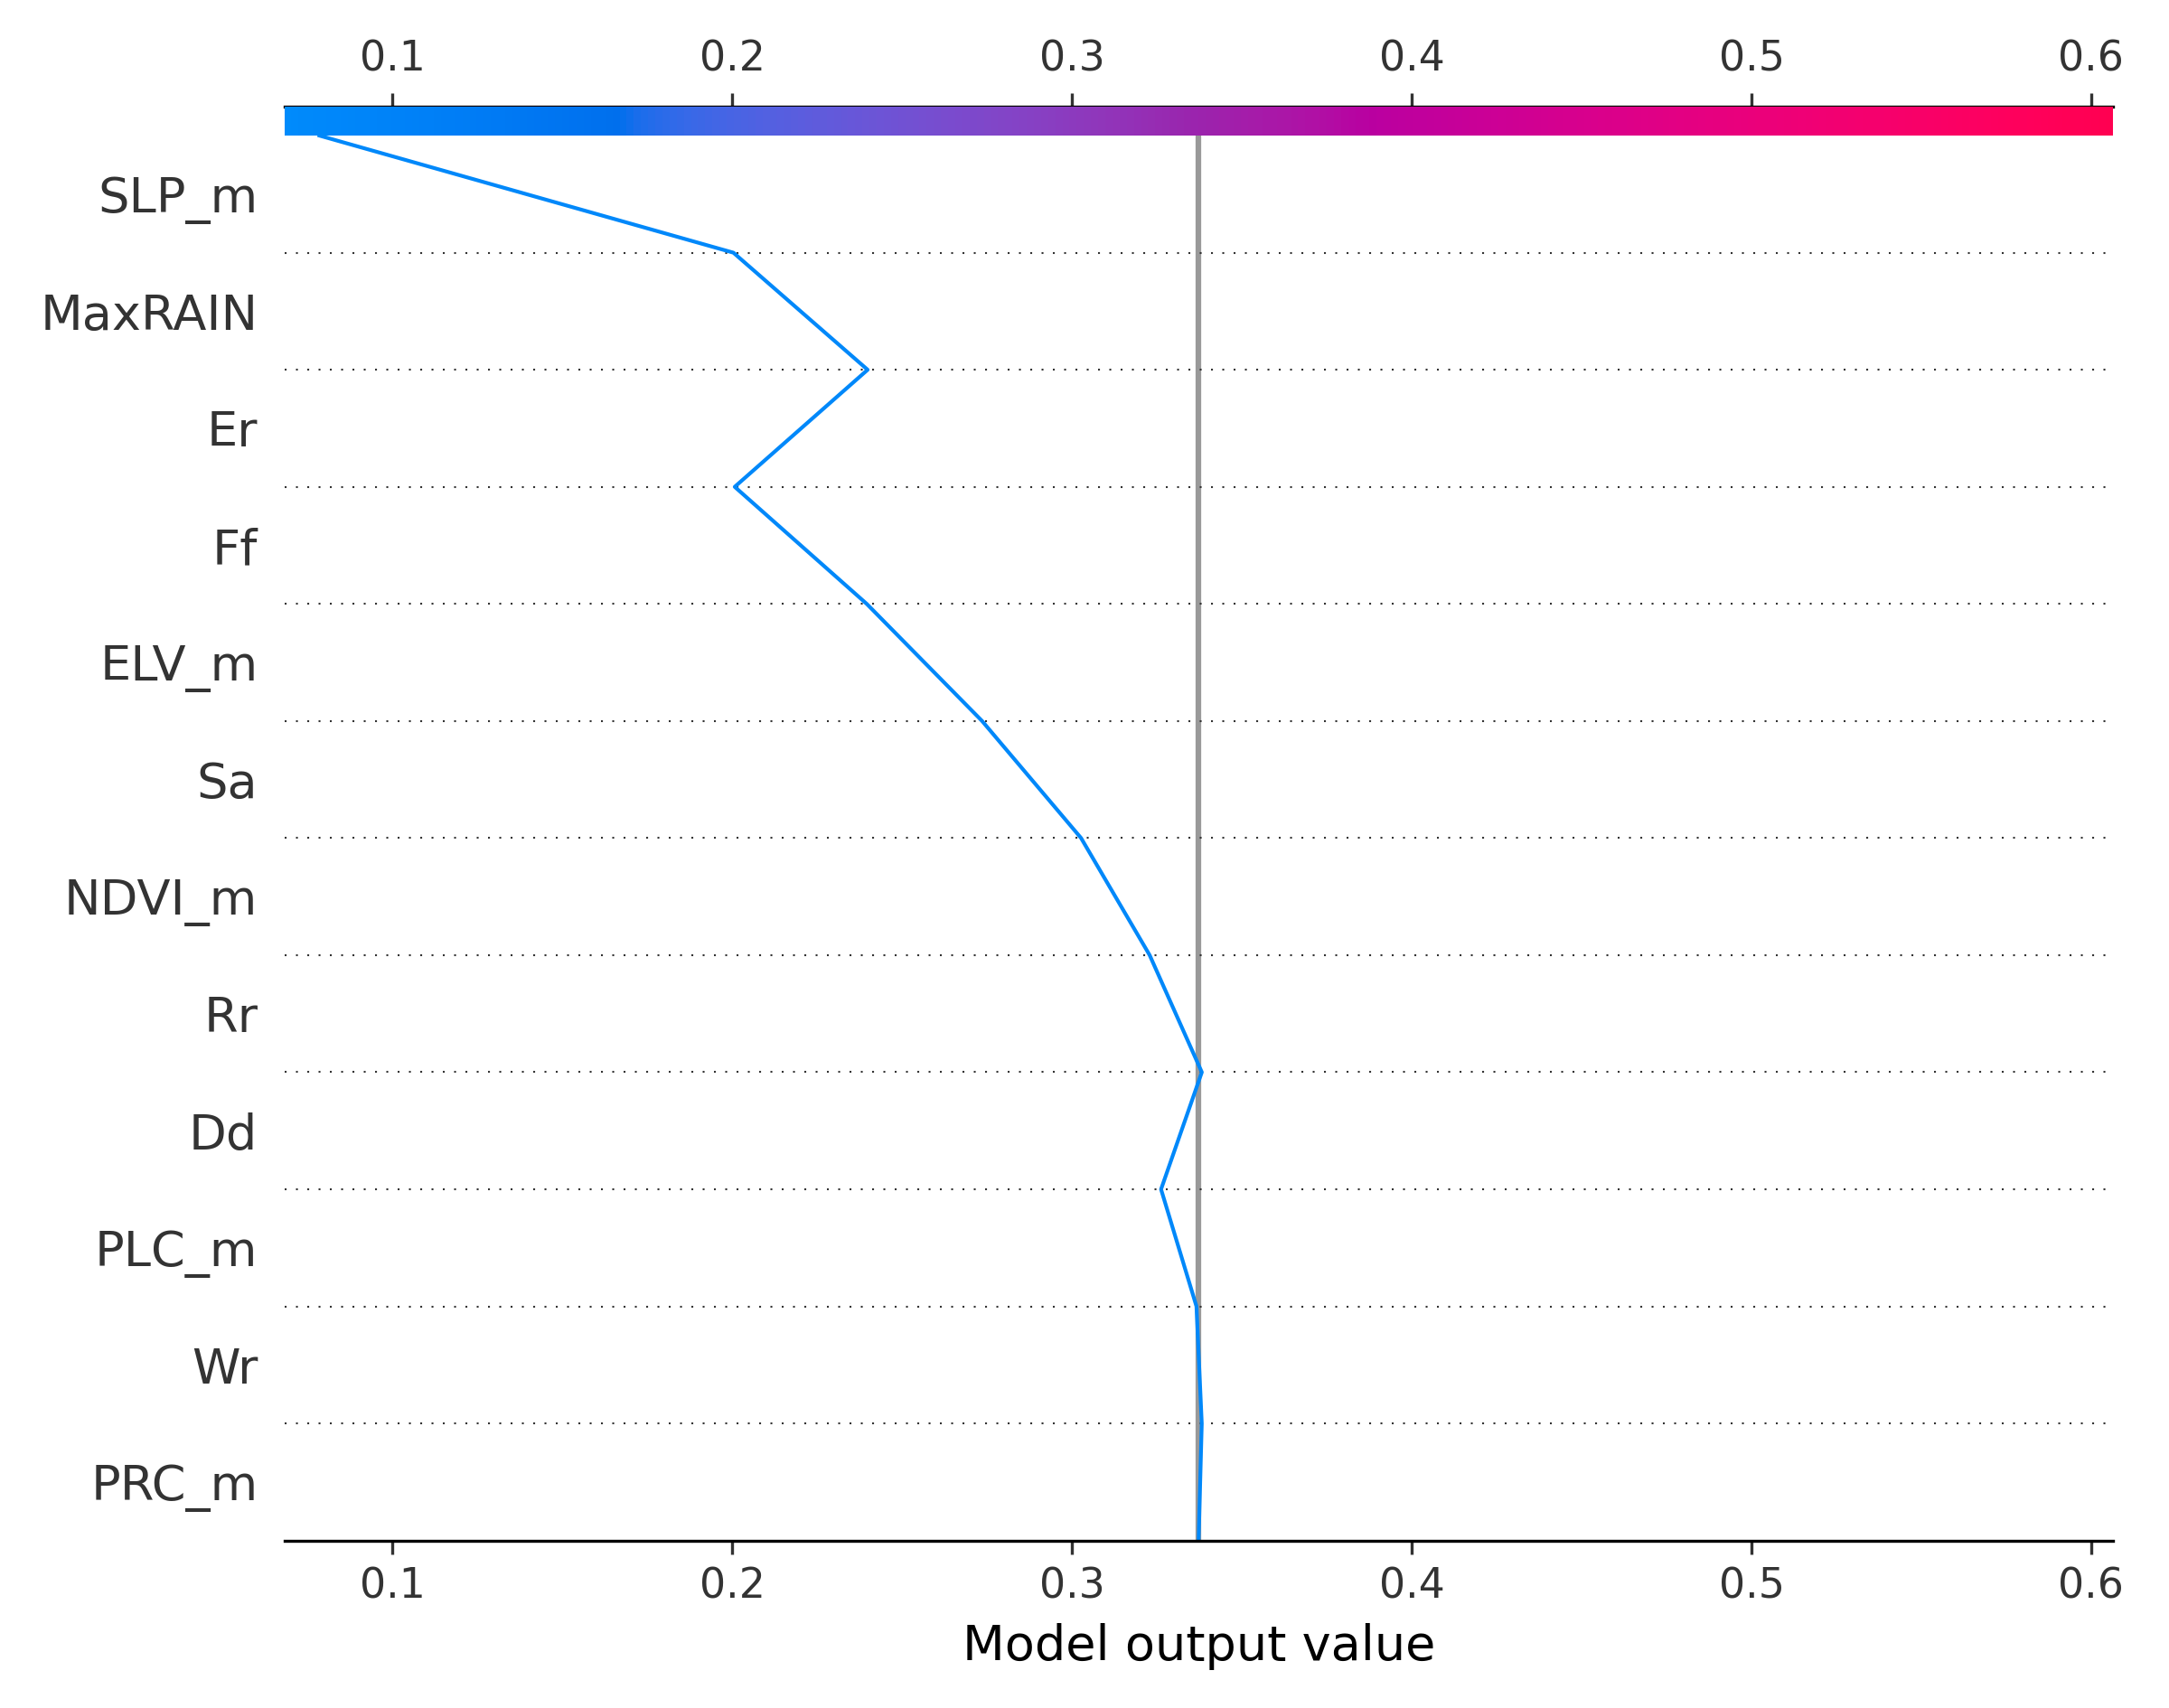 0.1 0.2 0.3 0.4 0.5 0.6
SLP_m
MaxRAIN
Er
Ff
ELV_m
Sa
NDVI_m
Rr
Dd
PLC_m
Wr
PRC_m
0.1 0.2 0.3 0.4 0.5 0.6
Model output value